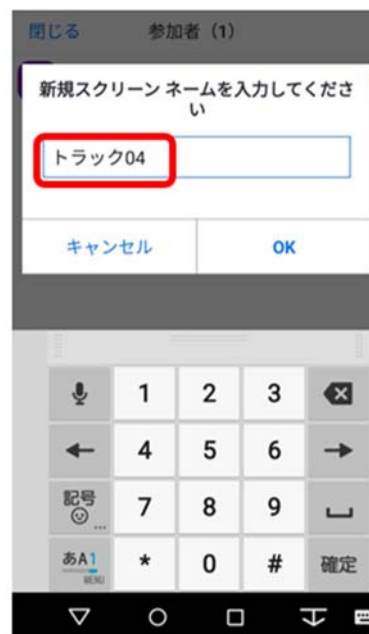 閉じる 参加者（1）
新規スクリーン ネームを入力してくださ
い
トラック04
キャンセル OK
1 2 3
4 5 6
記号 7 8 9
あA1 * 0 # 確定
MENU